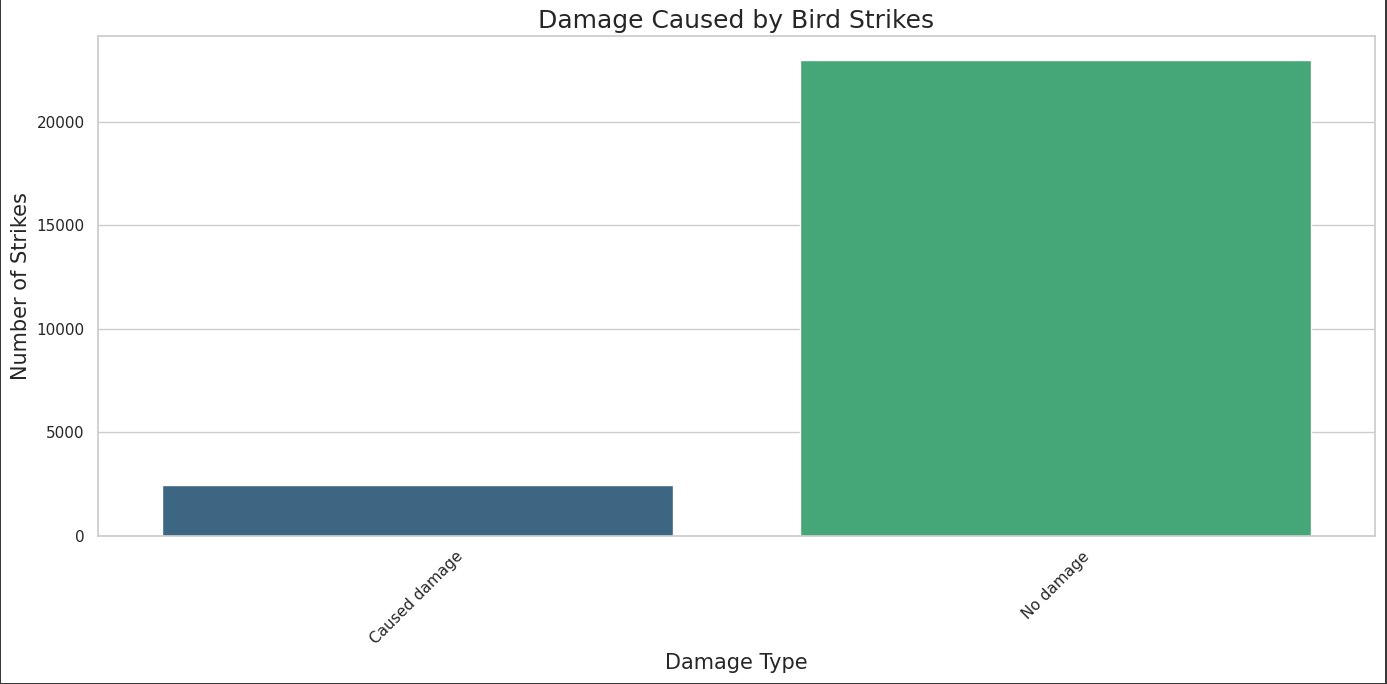 Damage Caused by Bird Strikes
Number of Strikes
20000
15000
10000
5000
0
Caused damage
No damage
Damage Type